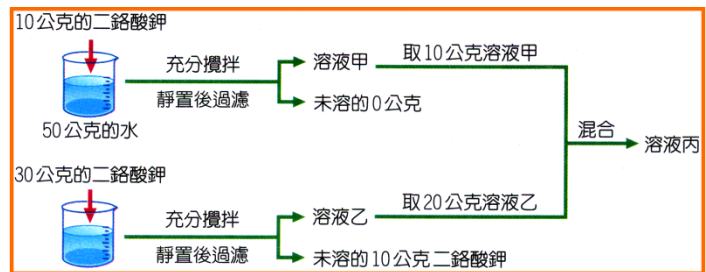 10公克的二鉻酸鉀
充分攪拌
靜置後過濾
50公克的水
溶液甲
未溶的0公克
取10公克溶液甲
30公克的二鉻酸鉀
充分攪拌
靜置後過濾
溶液乙
未溶的10公克二鉻酸鉀
取20公克溶液乙
混合
溶液丙